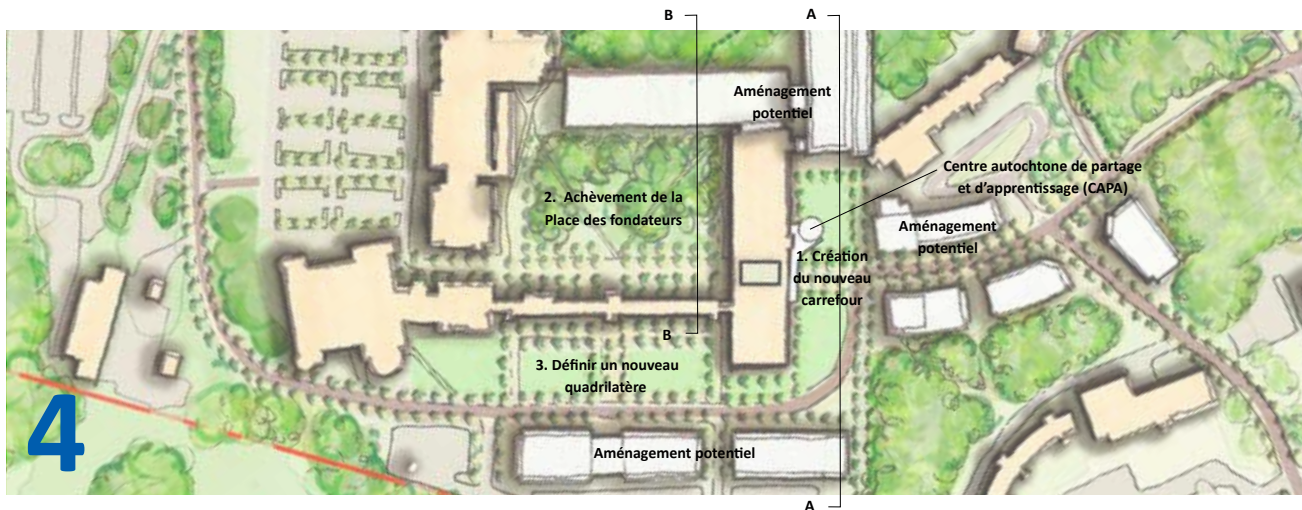 B
A
Aménagement
potentiel
Centre autochtone de partage
et d’apprentissage (CAPA)
2. Achèvement de la
Place des fondateurs
Aménagement
potentiel
1. Création
du nouveau
carrefour
B
3. Définir un nouveau
quadrilatère
4
Aménagement potentiel
A